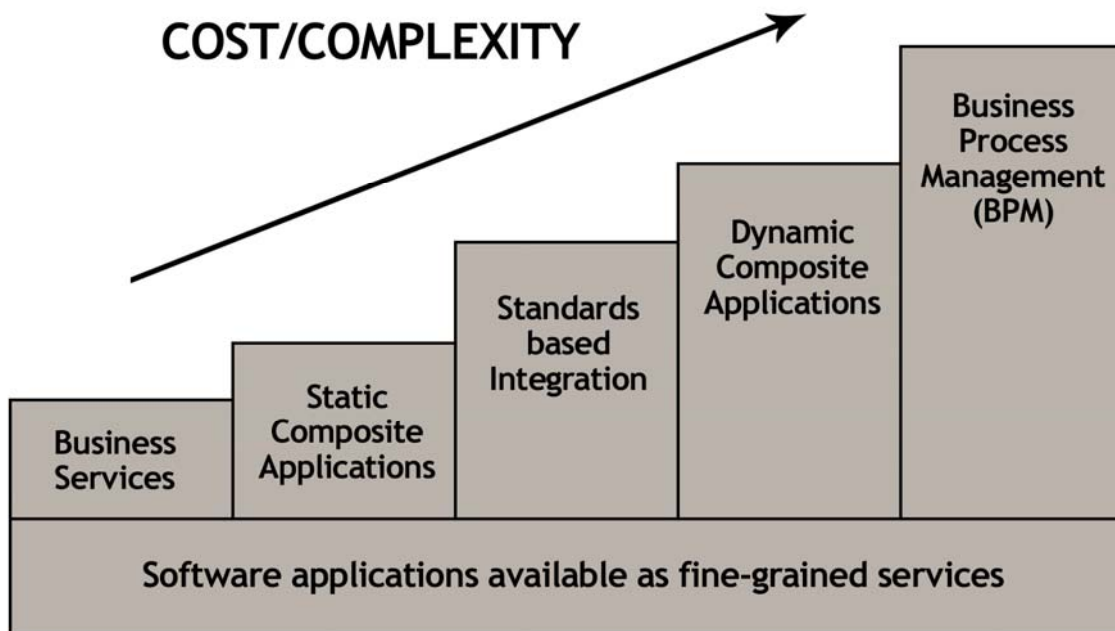 COST/COMPLEXITY
Business
Services
Static
Composite
Applications
Standards
based
Integration
Dynamic
Composite
Applications
Business
Process
Management
(BPM)
Software applications available as fine-grained services